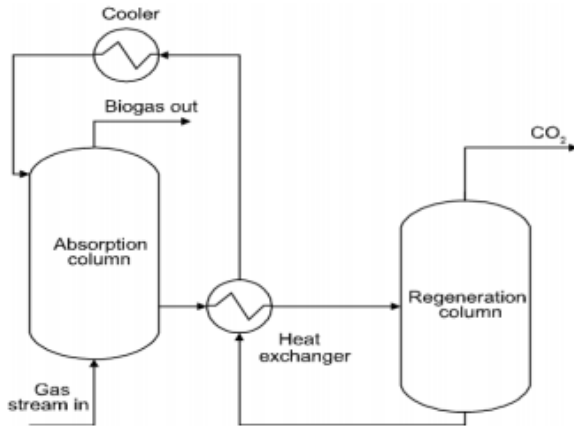 Cooler
Biogas out
CO₂
Absorption
column
Regeneration
column
Heat
exchanger
Gas
stream in